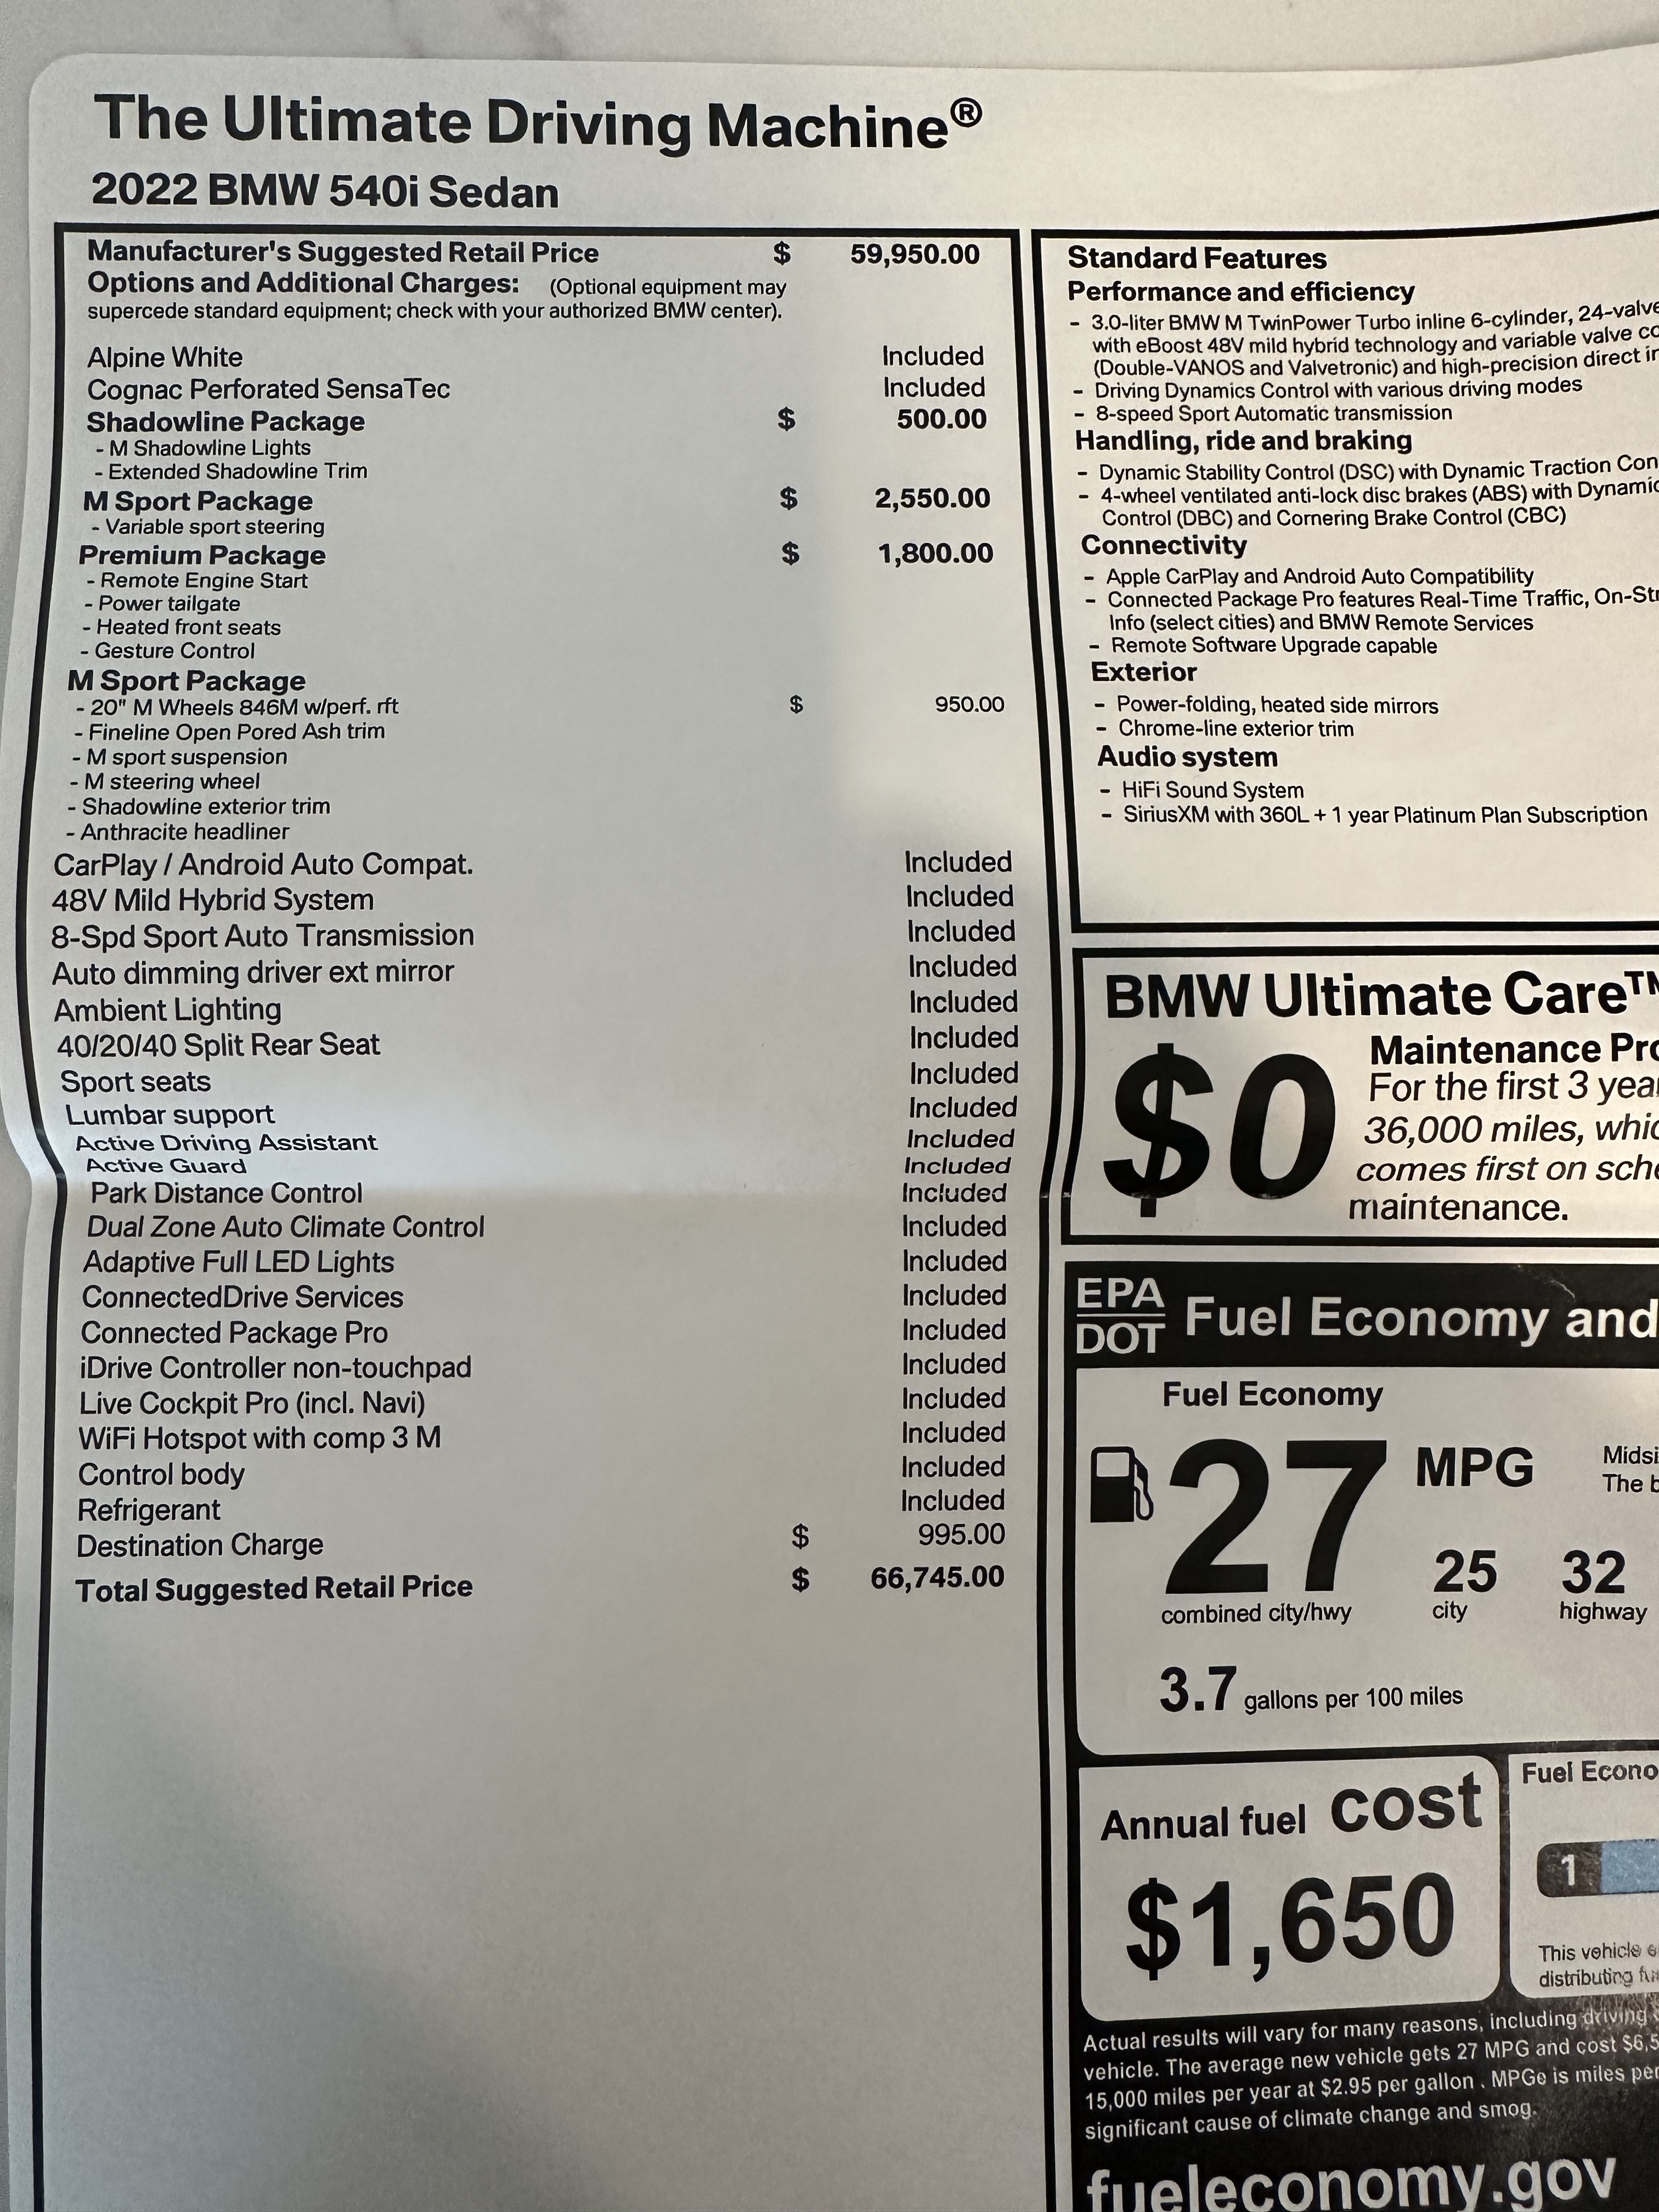 The Ultimate Driving Machine®
2022 BMW 540i Sedan
Manufacturer's Suggested Retail Price $ 59,950.00
Options and Additional Charges: (Optional equipment may
supercede standard equipment; check with your authorized BMW center).
Alpine White Included
Cognac Perforated SensaTec Included
Shadowline Package $ 500.00
- M Shadowline Lights
- Extended Shadowline Trim
M Sport Package $ 2,550.00
- Variable sport steering
Premium Package $ 1,800.00
- Remote Engine Start
- Power tailgate
- Heated front seats
- Gesture Control
M Sport Package
- 20" M Wheels 846M w/perf. rft $ 950.00
- Fineline Open Pored Ash trim
- M sport suspension
- M steering wheel
- Shadowline exterior trim
- Anthracite headliner
CarPlay / Android Auto Compat. Included
48V Mild Hybrid System Included
8-Spd Sport Auto Transmission Included
Auto dimming driver ext mirror Included
Ambient Lighting Included
40/20/40 Split Rear Seat Included
Sport seats Included
Lumbar support Included
Active Driving Assistant Included
Active Guard Included
Park Distance Control Included
Dual Zone Auto Climate Control Included
Adaptive Full LED Lights Included
ConnectedDrive Services Included
Connected Package Pro Included
iDrive Controller non-touchpad Included
Live Cockpit Pro (incl. Navi) Included
WiFi Hotspot with comp 3 M Included
Control body Included
Refrigerant Included
Destination Charge $ 995.00
Total Suggested Retail Price $ 66,745.00
Standard Features
Performance and efficiency
- 3.0-liter BMW M TwinPower Turbo inline 6-cylinder, 24-valve
with eBoost 48V mild hybrid technology and variable valve
(Double-VANOS and Valvetronic) and high-precision direct
- Driving Dynamics Control with various driving modes
- 8-speed Sport Automatic transmission
Handling, ride and braking
- Dynamic Stability Control (DSC) with Dynamic Traction
- 4-wheel ventilated anti-lock disc brakes (ABS) with Dynamic
Control (DBC) and Cornering Brake Control (CBC)
Connectivity
- Apple CarPlay and Android Auto Compatibility
- Connected Package Pro features Real-Time Traffic,
Info (select cities) and BMW Remote Services
- Remote Software Upgrade capable
Exterior
- Power-folding, heated side mirrors
- Chrome-line exterior trim
Audio system
- HiFi Sound System
- SiriusXM with 360L + 1 year Platinum Plan Subscription
BMW Ultimate Care™
$0
Maintenance
For the first 3
36,000 miles,
comes first on
maintenance.
EPA
DOT
Fuel Economy and
Fuel Economy
27 MPG
The
combined city/hwy
25 city
32 highway
3.7 gallons per 100 miles
Annual fuel cost
$1,650
Fuel
1
This vehicle
distributing
Actual results will vary for many reasons, including driving
vehicle. The average new vehicle gets 27 MPG and cost
15,000 miles per year at $2.95 per gallon. MPGe is miles per
significant cause of climate change and smog.
fueleconomy.gov